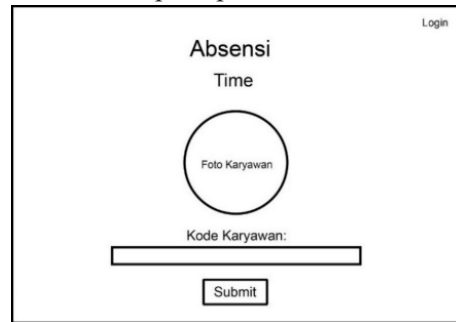 Login
Absensi
Time
Foto Karyawan
Kode Karyawan:
Submit